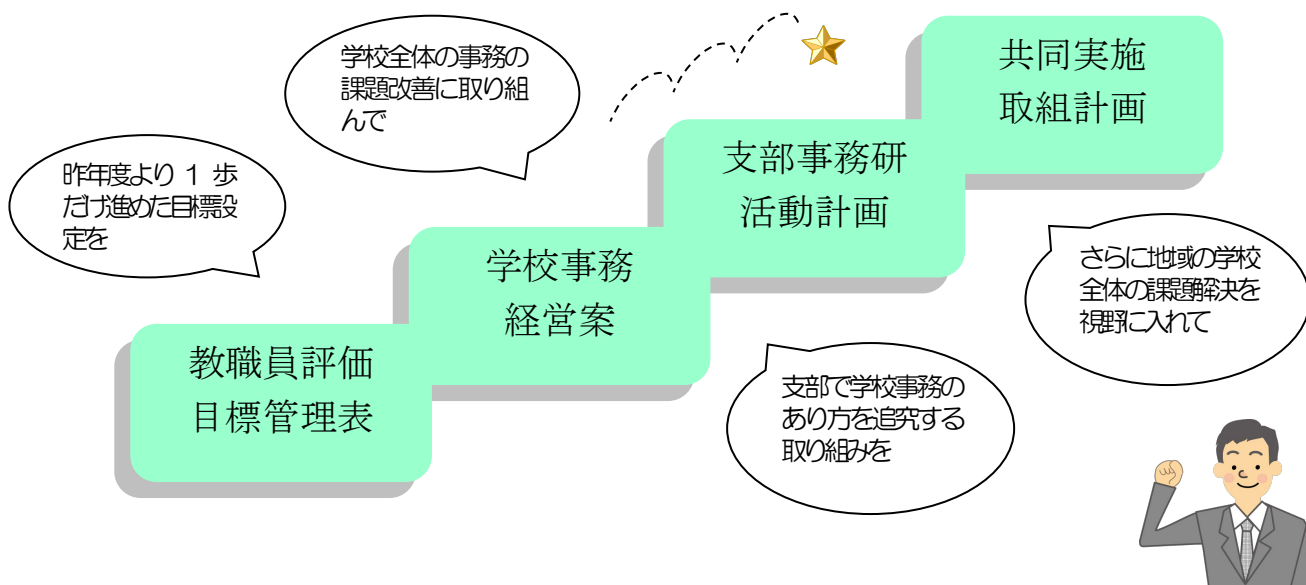 教職員評価
目標管理表
昨年度より 1 歩
だけ進めた目標設
定を
学校事務
経営案
学校全体の事務の
課題改善に取り組
んで
支部事務研
活動計画
支部で学校事務の
あり方を追究する
取り組みを
共同実施
取組計画
さらに地域の学校
全体の課題解決を
視野に入れて